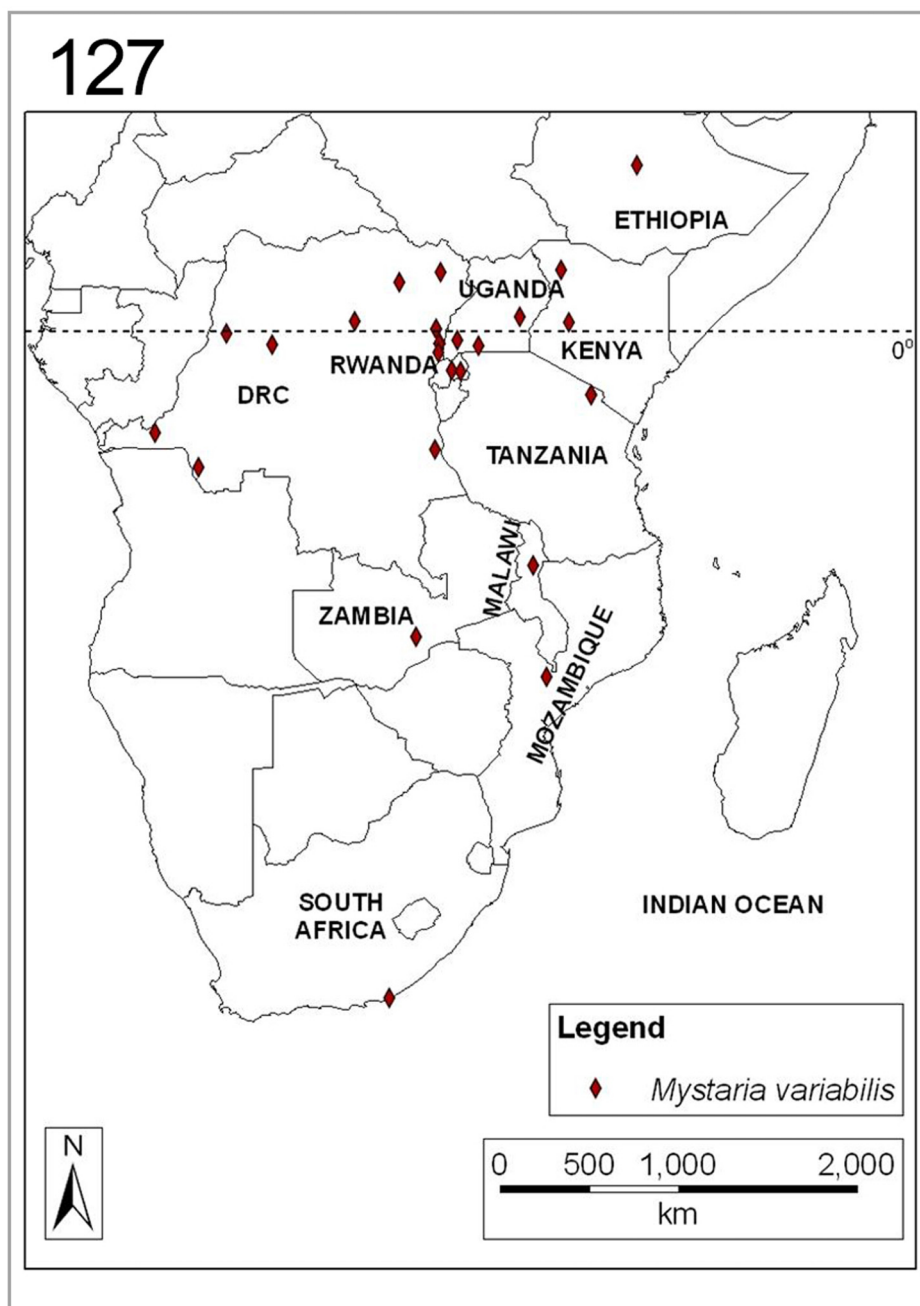 127
ETHIOPIA
UGANDA
0⁰
KENYA
RWANDA
DRC
TANZANIA
MALAWI
ZAMBIA
MOZAMBIQUE
SOUTH
AFRICA
INDIAN OCEAN
Legend
Mystaria variabilis
N
0 500 1,000 2,000
km